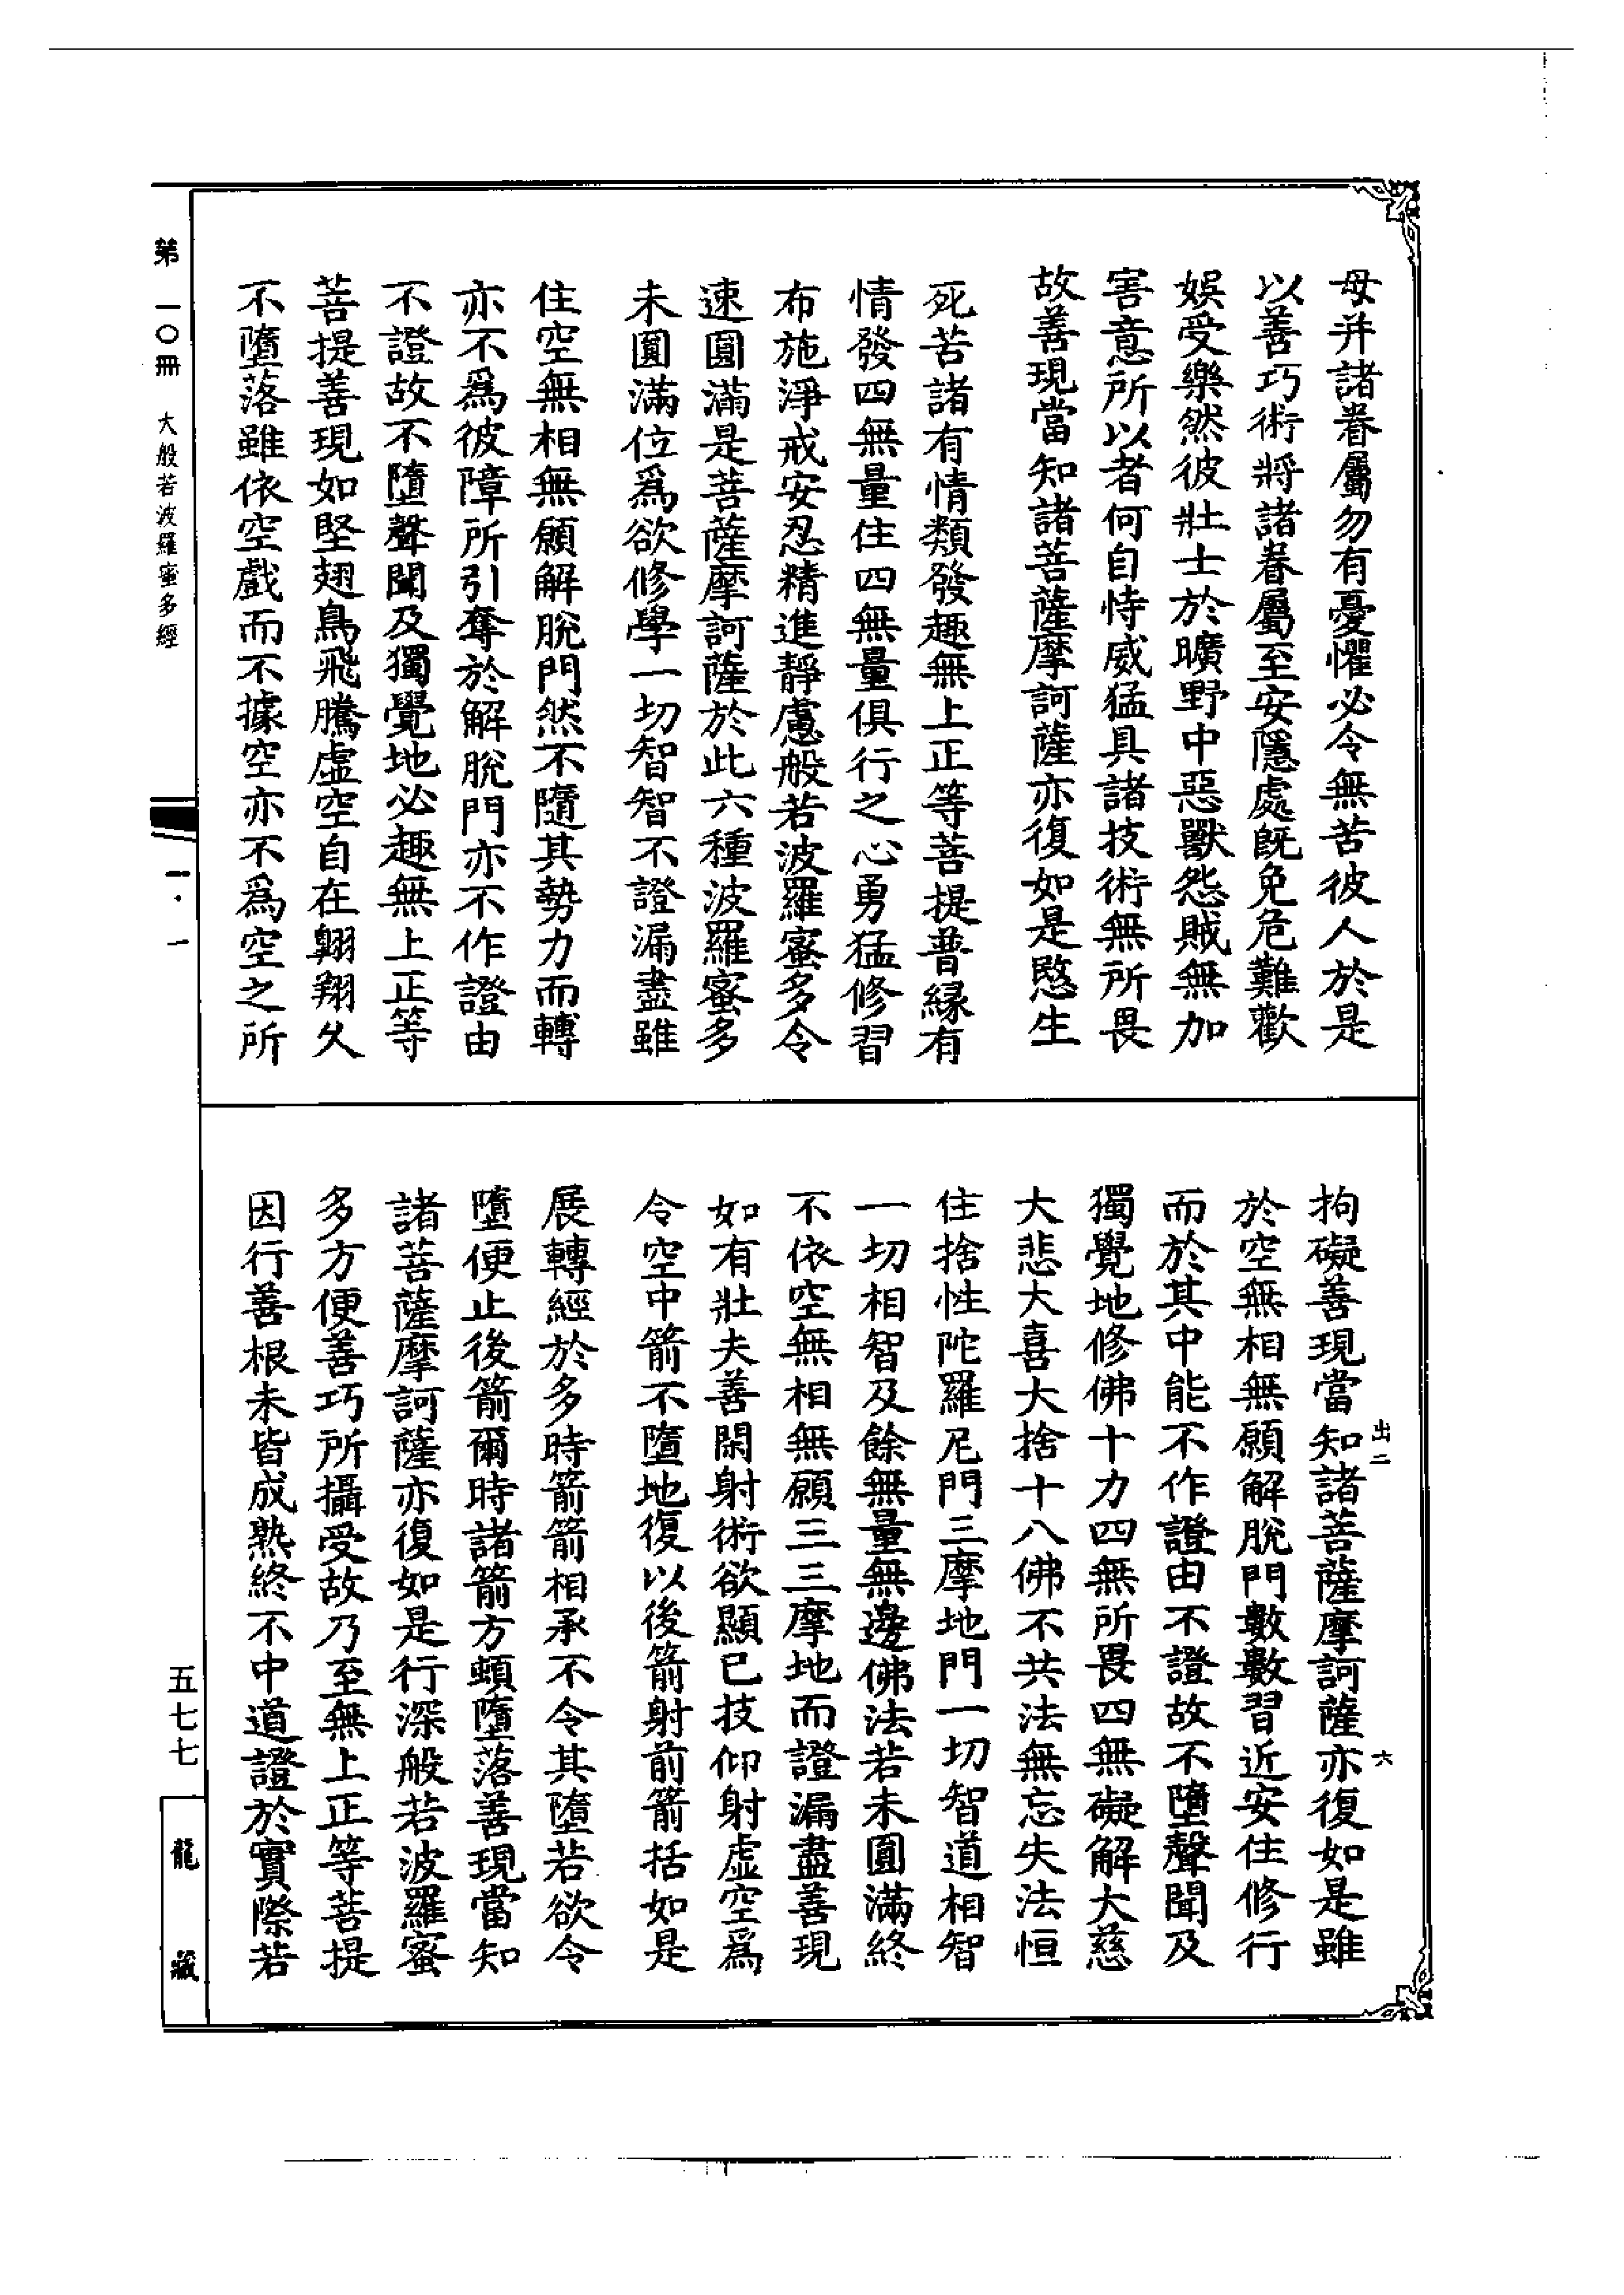 母并諸眷屬勿有憂懼必令無苦彼人於是
以善巧術將諸眷屬至安隱處既免危難歡
娛受樂然彼壯士於曠野中惡獸怨賊無加
害意所以者何自恃威猛具諸技術無所畏
故善現當知諸菩薩摩訶薩亦復如是愍生
死苦諸有情類發趣無上正等菩提普緣有
情發四無量住四無量俱行之心勇猛修習
布施淨戒安忍精進靜慮般若波羅蜜多令
速圓滿是菩薩摩訶薩於此六種波羅蜜多
未圓滿位爲欲修學一切智智不證漏盡雖
住空無相無願解脫門然不隨其勢力而轉
亦不爲彼障所引奪於解脫門亦不作證由
不證故不墮聲聞及獨覺地必趣無上正等
菩提善現如堅翅鳥飛騰虛空自在翺翔久
不墮落雖依空戲而不據空亦不爲空之所
拘礙善現當知諸菩薩摩訶薩亦復如是雖
於空無相無願解脫門數數習近安住修行
而於其中能不作證由不證故不墮聲聞及
獨覺地修佛十力四無所畏四無礙解大慈
大悲大喜大捨十八佛不共法無忘失法恒
住捨性陀羅尼門三摩地門一切智道相智
一切相智及餘無量無邊佛法若未圓滿終
不依空無相無願三三摩地而證漏盡善現
如有壯夫善閑射術欲顯己技仰射虛空爲
令空中箭不墮地復以後箭射前箭括如是
展轉經於多時箭箭相承不令其墮若欲令
墮便止後箭爾時諸箭方頓墮落善現當知
諸菩薩摩訶薩亦復如是行深般若波羅蜜
多方便善巧所攝受故乃至無上正等菩提
因行善根未皆成熟終不中道證於實際若
出二
六
第一〇冊
大般若波羅蜜多經
一·一
五七七
龍藏